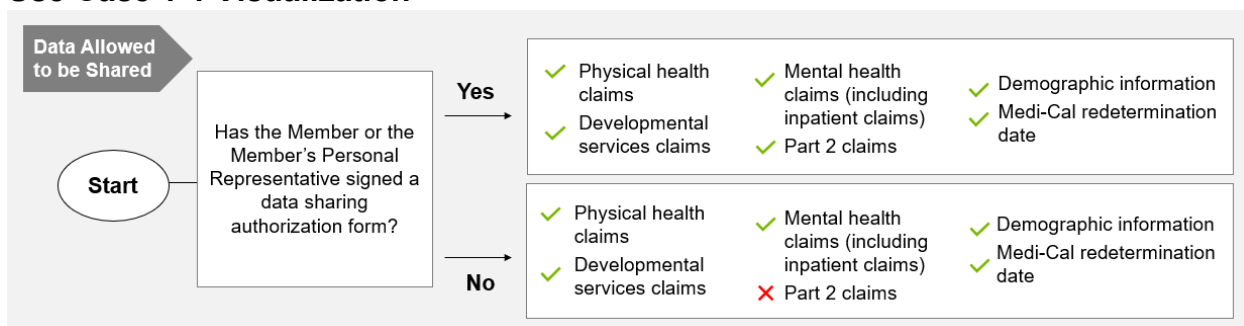 Data Allowed
to be Shared
Start
Has the Member or the
Member's Personal
Representative signed a
data sharing
authorization form?
Yes
Physical health
claims
Developmental
services claims
Mental health
claims (including
inpatient claims)
Part 2 claims
Demographic information
Medi-Cal redetermination
date
No
Physical health
claims
Developmental
services claims
Mental health
claims (including
inpatient claims)
Part 2 claims
Demographic information
Medi-Cal redetermination
date